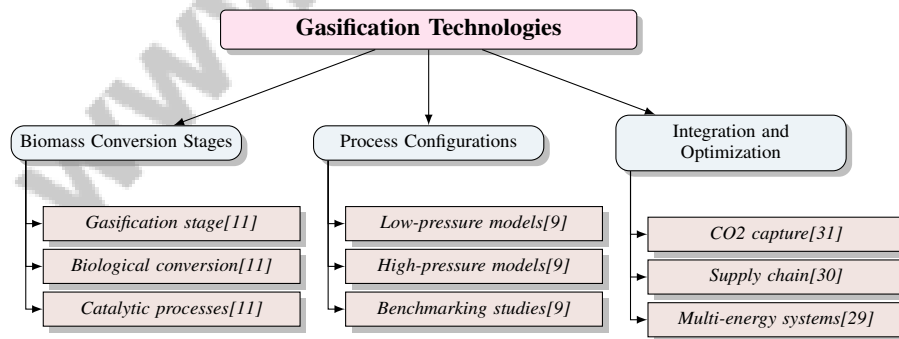 Gasification Technologies
Biomass Conversion Stages
Gasification stage[11]
Biological conversion[11]
Catalytic processes[11]
Process Configurations
Low-pressure models[9]
High-pressure models[9]
Benchmarking studies[9]
Integration and
Optimization
CO2 capture[31]
Supply chain[30]
Multi-energy systems[29]